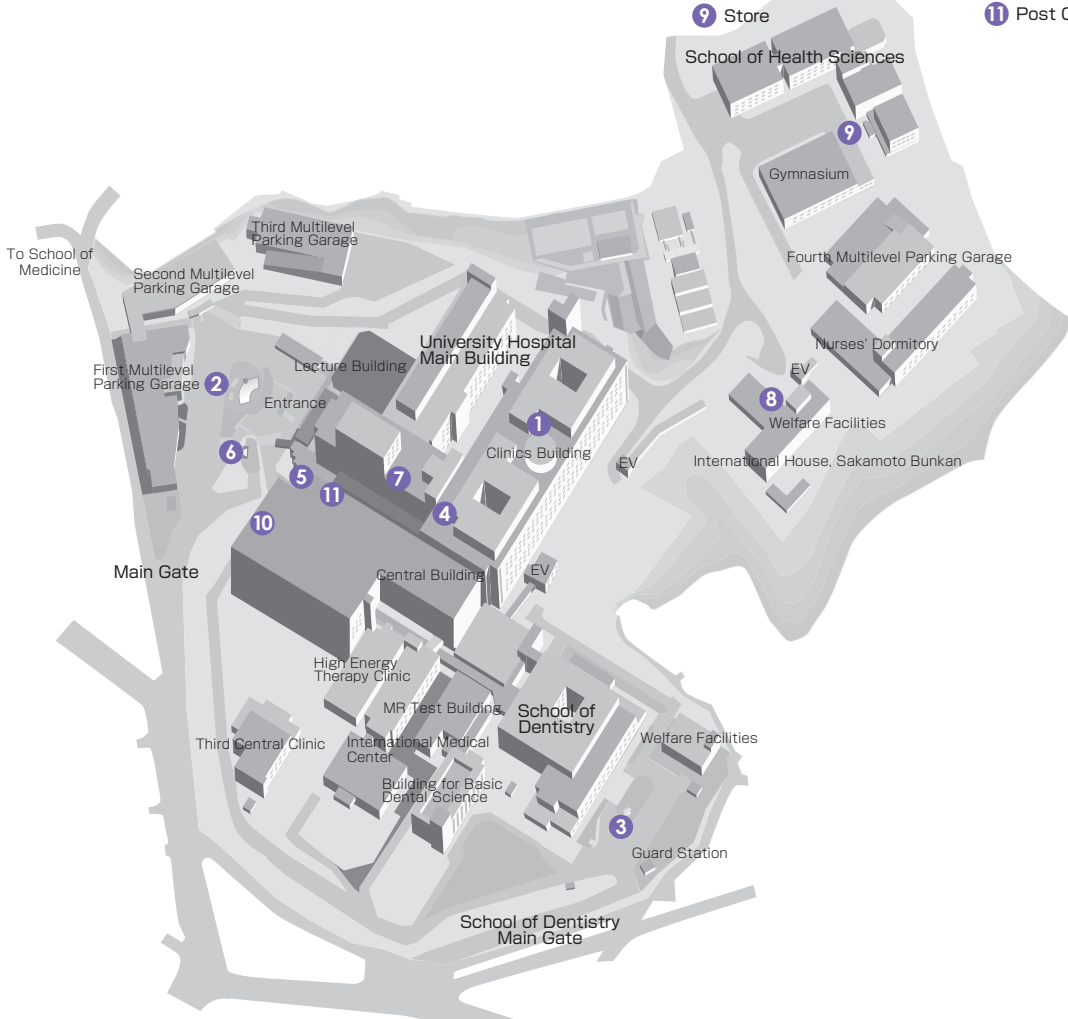 9 Store
11 Post
School of Health Sciences
9
Gymnasium
Third Multilevel
Parking Garage
To School of
Medicine
Fourth Multilevel Parking Garage
Second Multilevel
Parking Garage
University Hospital
Main Building
Nurses' Dormitory
Lecture Building
First Multilevel
Parking Garage
2
EV
Entrance
8
1
Welfare Facilities
6
Clinics Building
EV
International House, Sakamoto Bunkan
5
7
11
4
10
Main Gate
Central Building
EV
High Energy
Therapy Clinic
MR Test Building
School of
Dentistry
Third Central Clinic
International Medical
Center
Welfare Facilities
Building for Basic
Dental Science
3
Guard Station
School of Dentistry
Main Gate